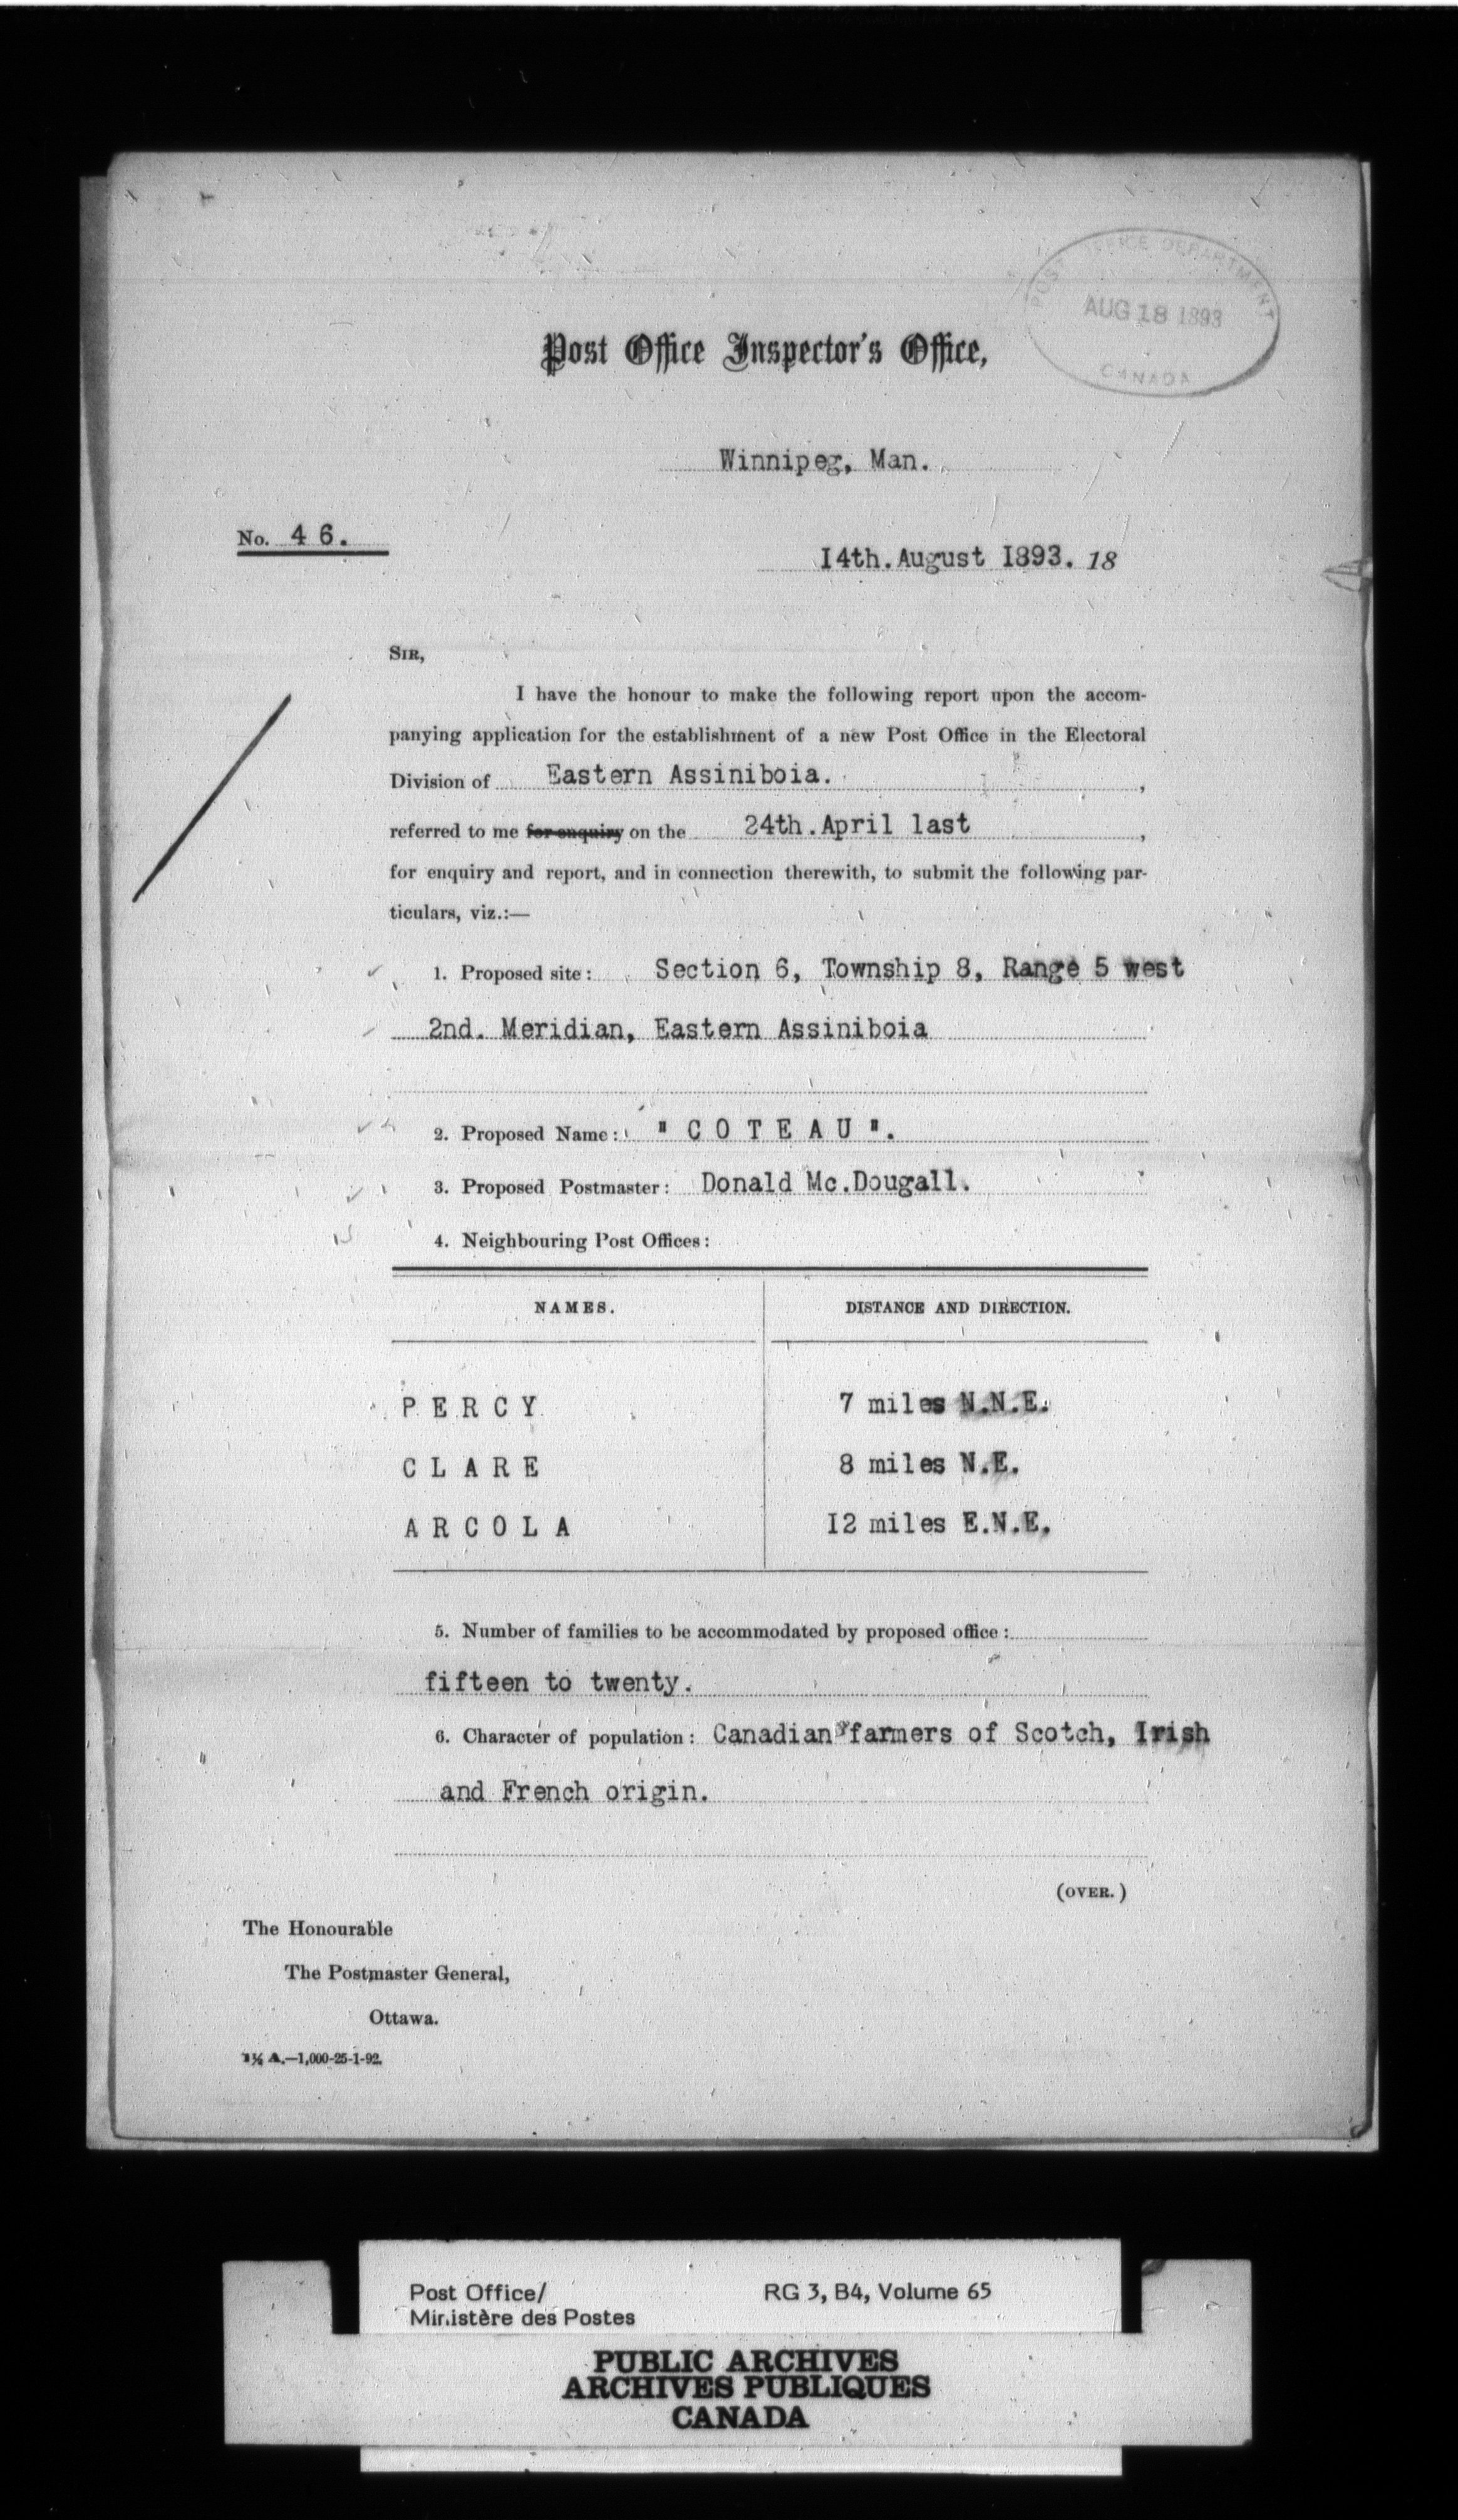 POST OFFICE DEPARTMENT
AUG 18 1893
CANADA
Post Office Inspector's Office,
Winnipeg, Man.
No. 46.
14th.August 1893. 18
SIR,
I have the honour to make the following report upon the accom-
panying application for the establishment of a new Post Office in the Electoral
Division of Eastern Assiniboia. ,
referred to me for enquiry on the 24th.April last ,
for enquiry and report, and in connection therewith, to submit the following par-
ticulars, viz.:—
1. Proposed site: Section 6, Township 8, Range 5 west
2nd. Meridian, Eastern Assiniboia
2. Proposed Name: " C O T E A U ".
3. Proposed Postmaster: Donald Mc.Dougall.
4. Neighbouring Post Offices:
NAMES. DISTANCE AND DIRECTION.
P E R C Y 7 miles N.N.E.
C L A R E 8 miles N.E.
A R C O L A 12 miles E.N.E.
5. Number of families to be accommodated by proposed office:
fifteen to twenty.
6. Character of population: Canadian farmers of Scotch, Irish
and French origin.
(OVER.)
The Honourable
The Postmaster General,
Ottawa.
A.—1,000-25-1-92.
Post Office/ RG 3, B4, Volume 65
Ministère des Postes
PUBLIC ARCHIVES
ARCHIVES PUBLIQUES
CANADA